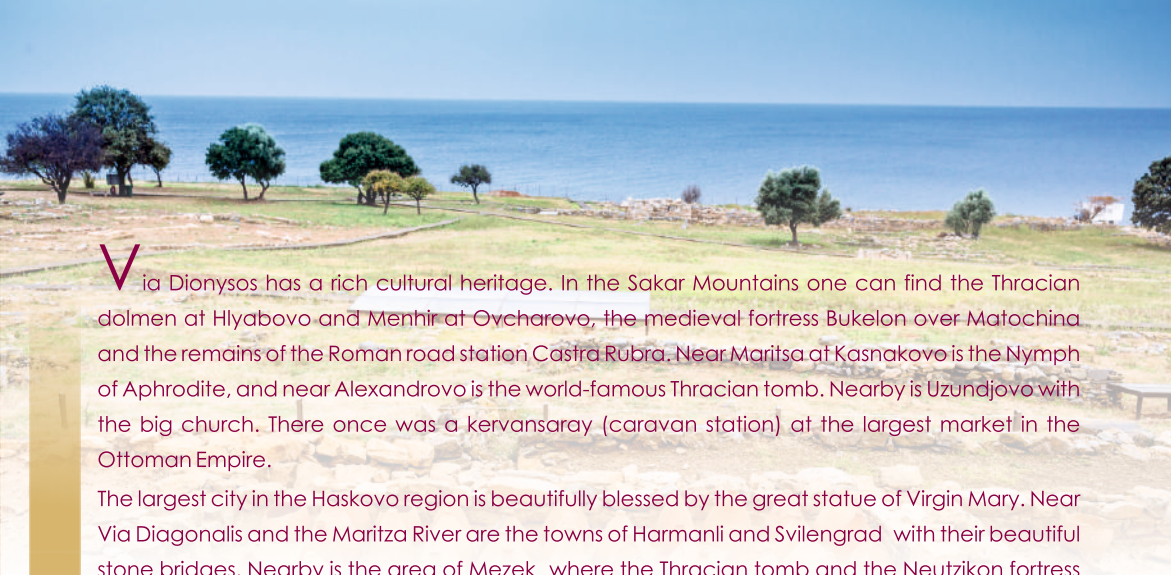 Via Dionysos has a rich cultural heritage. In the Sakar Mountains one can find the Thracian
dolmen at Hlyabovo and Menhir at Ovcharovo, the medieval fortress Bukelon over Matochina
and the remains of the Roman road station Castra Rubra. Near Maritsa at Kasnakovo is the Nymph
of Aphrodite, and near Alexandrovo is the world-famous Thracian tomb. Nearby is Uzundjovo with
the big church. There once was a kervansaray (caravan station) at the largest market in the
Ottoman Empire.
The largest city in the Haskovo region is beautifully blessed by the great statue of Virgin Mary. Near
Via Diagonalis and the Maritza River are the towns of Harmanli and Svilengrad with their beautiful
stone bridges. Nearby is the area of Mezek where the Thracian tomb and the Neutzikon fortress